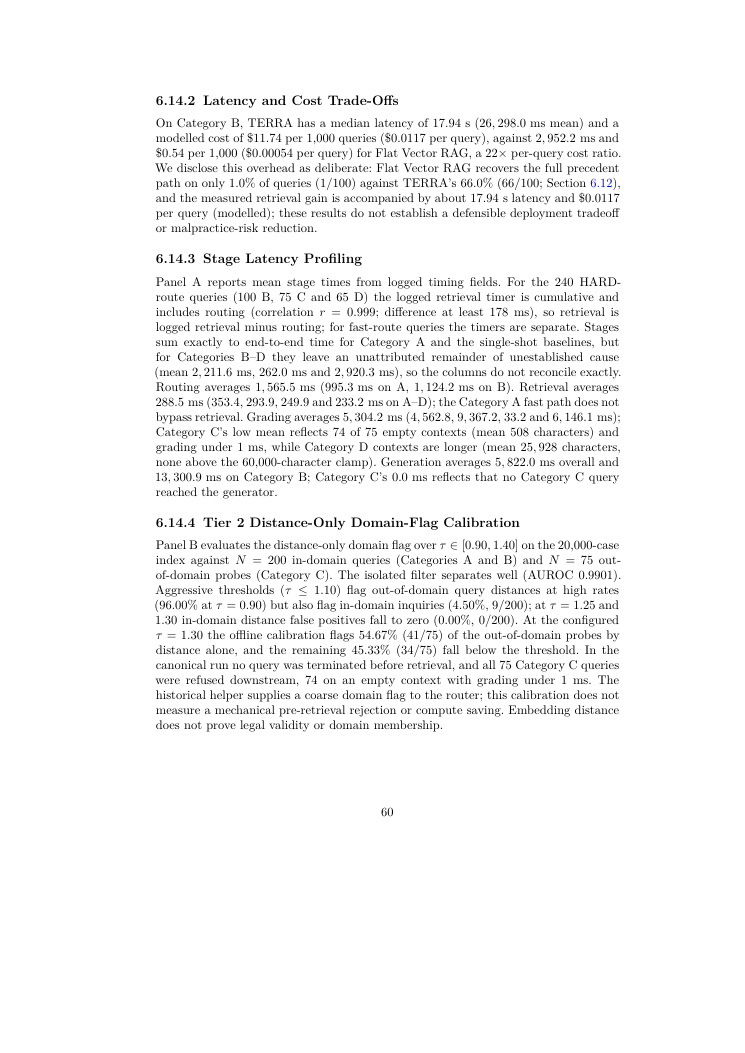 6.14.2 Latency and Cost Trade-Offs
On Category B, TERRA has a median latency of 17.94 s (26, 298.0 ms mean) and a
modelled cost of $11.74 per 1,000 queries ($0.0117 per query), against 2, 952.2 ms and
$0.54 per 1,000 ($0.00054 per query) for Flat Vector RAG, a 22× per-query cost ratio.
We disclose this overhead as deliberate: Flat Vector RAG recovers the full precedent
path on only 1.0% of queries (1/100) against TERRA's 66.0% (66/100; Section 6.12),
and the measured retrieval gain is accompanied by about 17.94 s latency and $0.0117
per query (modelled); these results do not establish a defensible deployment tradeoff
or malpractice-risk reduction.
6.14.3 Stage Latency Profiling
Panel A reports mean stage times from logged timing fields. For the 240 HARD-
route queries (100 B, 75 C and 65 D) the logged retrieval timer is cumulative and
includes routing (correlation r = 0.999; difference at least 178 ms), so retrieval is
logged retrieval minus routing; for fast-route queries the timers are separate. Stages
sum exactly to end-to-end time for Category A and the single-shot baselines, but
for Categories B–D they leave an unattributed remainder of unestablished cause
(mean 2, 211.6 ms, 262.0 ms and 2, 920.3 ms), so the columns do not reconcile exactly.
Routing averages 1, 565.5 ms (995.3 ms on A, 1, 124.2 ms on B). Retrieval averages
288.5 ms (353.4, 293.9, 249.9 and 233.2 ms on A–D); the Category A fast path does not
bypass retrieval. Grading averages 5, 304.2 ms (4, 562.8, 9, 367.2, 33.2 and 6, 146.1 ms);
Category C's low mean reflects 74 of 75 empty contexts (mean 508 characters) and
grading under 1 ms, while Category D contexts are longer (mean 25, 928 characters,
none above the 60,000-character clamp). Generation averages 5, 822.0 ms overall and
13, 300.9 ms on Category B; Category C's 0.0 ms reflects that no Category C query
reached the generator.
6.14.4 Tier 2 Distance-Only Domain-Flag Calibration
Panel B evaluates the distance-only domain flag over τ ∈ [0.90, 1.40] on the 20,000-case
index against N = 200 in-domain queries (Categories A and B) and N = 75 out-
of-domain probes (Category C). The isolated filter separates well (AUROC 0.9901).
Aggressive thresholds (τ ≤ 1.10) flag out-of-domain query distances at high rates
(96.00% at τ = 0.90) but also flag in-domain inquiries (4.50%, 9/200); at τ = 1.25 and
1.30 in-domain distance false positives fall to zero (0.00%, 0/200). At the configured
τ = 1.30 the offline calibration flags 54.67% (41/75) of the out-of-domain probes by
distance alone, and the remaining 45.33% (34/75) fall below the threshold. In the
canonical run no query was terminated before retrieval, and all 75 Category C queries
were refused downstream, 74 on an empty context with grading under 1 ms. The
historical helper supplies a coarse domain flag to the router; this calibration does not
measure a mechanical pre-retrieval rejection or compute saving. Embedding distance
does not prove legal validity or domain membership.
60